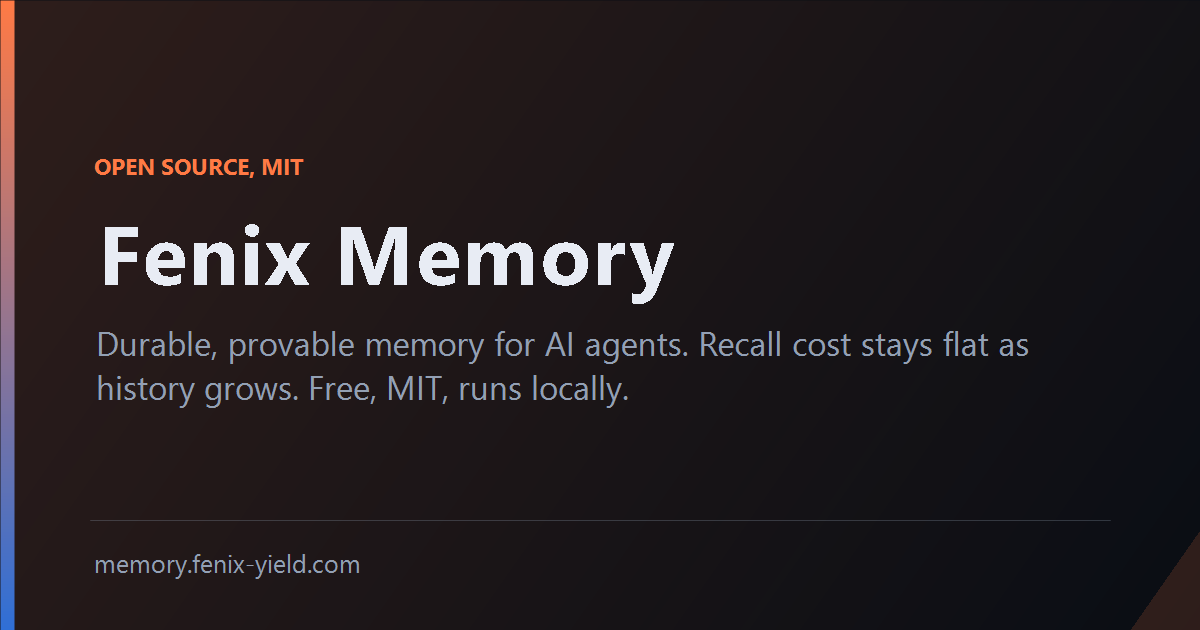 OPEN SOURCE, MIT
Fenix Memory
Durable, provable memory for AI agents. Recall cost stays flat as
history grows. Free, MIT, runs locally.
memory.fenix-yield.com